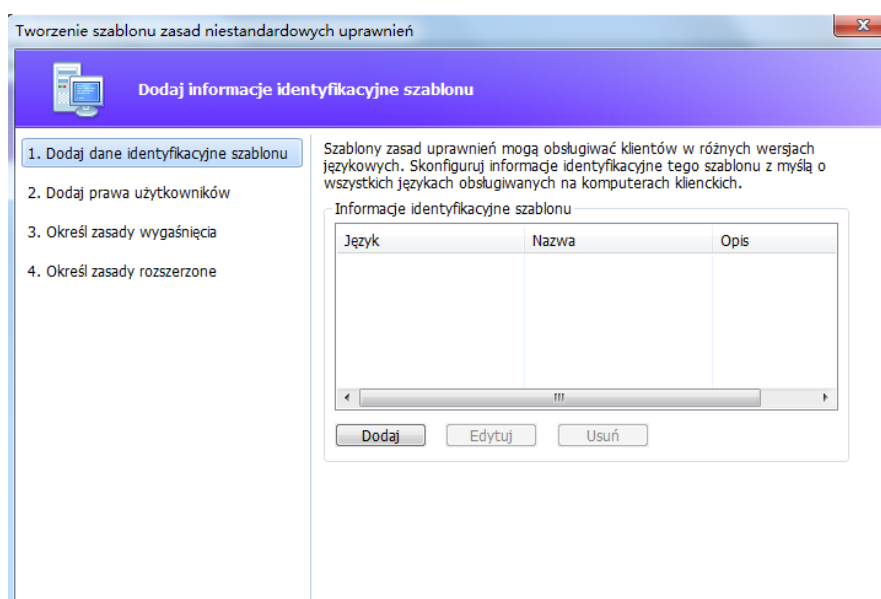 Tworzenie szablonu zasad niestandardowych uprawnień
Dodaj informacje identyfikacyjne szablonu
1. Dodaj dane identyfikacyjne szablonu
2. Dodaj prawa użytkowników
3. Określ zasady wygaśnięcia
4. Określ zasady rozszerzone
Szablony zasad uprawnień mogą obsługiwać klientów w różnych wersjach
językowych. Skonfiguruj informacje identyfikacyjne tego szablonu z myślą o
wszystkich językach obsługiwanych na komputerach klienckich.
Informacje identyfikacyjne szablonu
Język Nazwa Opis
Dodaj Edytuj Usuń